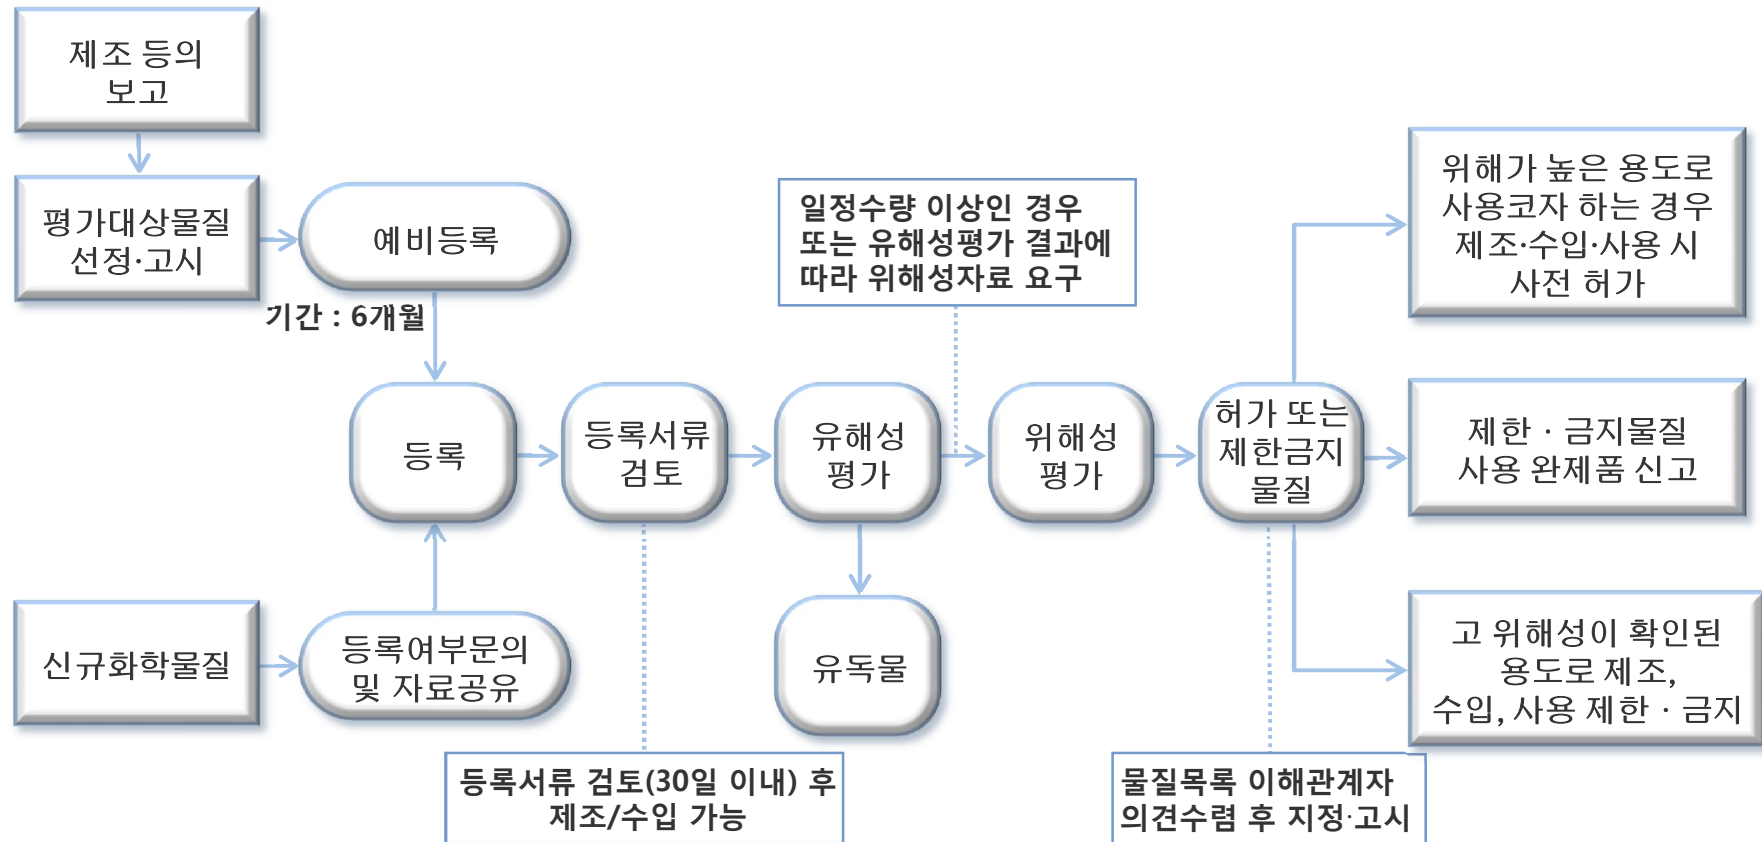 제조 등의
보고
평가대상물질
선정·고시
예비등록
기간 : 6개월
일정수량 이상인 경우
또는 유해성평가 결과에
따라 위해성자료 요구
위해가 높은 용도로
사용코자 하는 경우
제조·수입·사용 시
사전 허가
등록
등록서류
검토
유해성
평가
위해성
평가
허가 또는
제한금지
물질
제한 · 금지물질
사용 완제품 신고
신규화학물질
등록여부문의
및 자료공유
유독물
고 위해성이 확인된
용도로 제조,
수입, 사용 제한 · 금지
등록서류 검토(30일 이내) 후
제조/수입 가능
물질목록 이해관계자
의견수렴 후 지정·고시